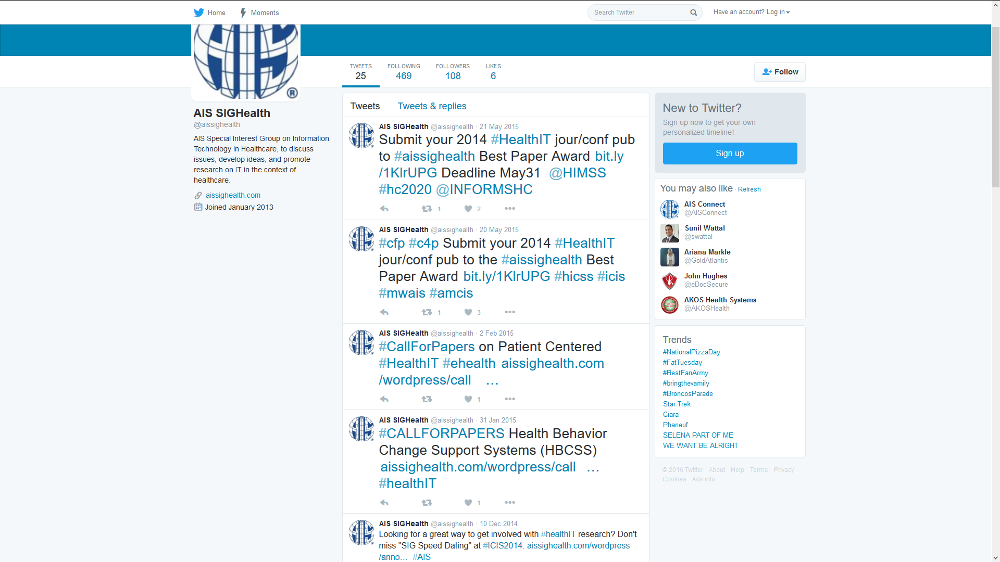 Home
Moments
Search Twitter
Have an account? Log in
TWEETS
25
FOLLOWING
469
FOLLOWERS
108
LIKES
6
Follow
AIS
®
AIS SIGHealth
@aissighealth
AIS Special Interest Group on Information
Technology in Healthcare, to discuss
issues, develop ideas, and promote
research on IT in the context of
healthcare.
aissighealth.com
Joined January 2013
Tweets
Tweets & replies
AIS SIGHealth @aissighealth · 21 May 2015
Submit your 2014 #HealthIT jour/conf pub
to #aissighealth Best Paper Award bit.ly
/1KlrUPG Deadline May31 @HIMSS
#hc2020 @INFORMSHC
1
2
AIS SIGHealth @aissighealth · 20 May 2015
#cfp #c4p Submit your 2014 #HealthIT
jour/conf pub to the #aissighealth Best
Paper Award bit.ly/1KlrUPG #hicss #icis
#mwais #amcis
1
3
AIS SIGHealth @aissighealth · 2 Feb 2015
#CallForPapers on Patient Centered
#HealthIT #ehealth aissighealth.com
/wordpress/call …
1
AIS SIGHealth @aissighealth · 31 Jan 2015
#CALLFORPAPERS Health Behavior
Change Support Systems (HBCSS)
aissighealth.com/wordpress/call …
#healthIT
1
AIS SIGHealth @aissighealth · 10 Dec 2014
Looking for a great way to get involved with #healthIT research? Don't
miss "SIG Speed Dating" at #ICIS2014. aissighealth.com/wordpress
/anno… #AIS
New to Twitter?
Sign up now to get your own
personalized timeline!
Sign up
You may also like · Refresh
AIS Connect
@AISConnect
Sunil Wattal
@swattal
Ariana Markle
@GoldAtlantis
John Hughes
@eDocSecure
AKOS Health Systems
@AKOSHealth
Trends
#NationalPizzaDay
#FatTuesday
#BestFanArmy
#bringthevamily
#BroncosParade
Star Trek
Ciara
Phaneuf
SELENA PART OF ME
WE WANT BE ALRIGHT
© 2016 Twitter About Help Terms Privacy
Cookies Ads info